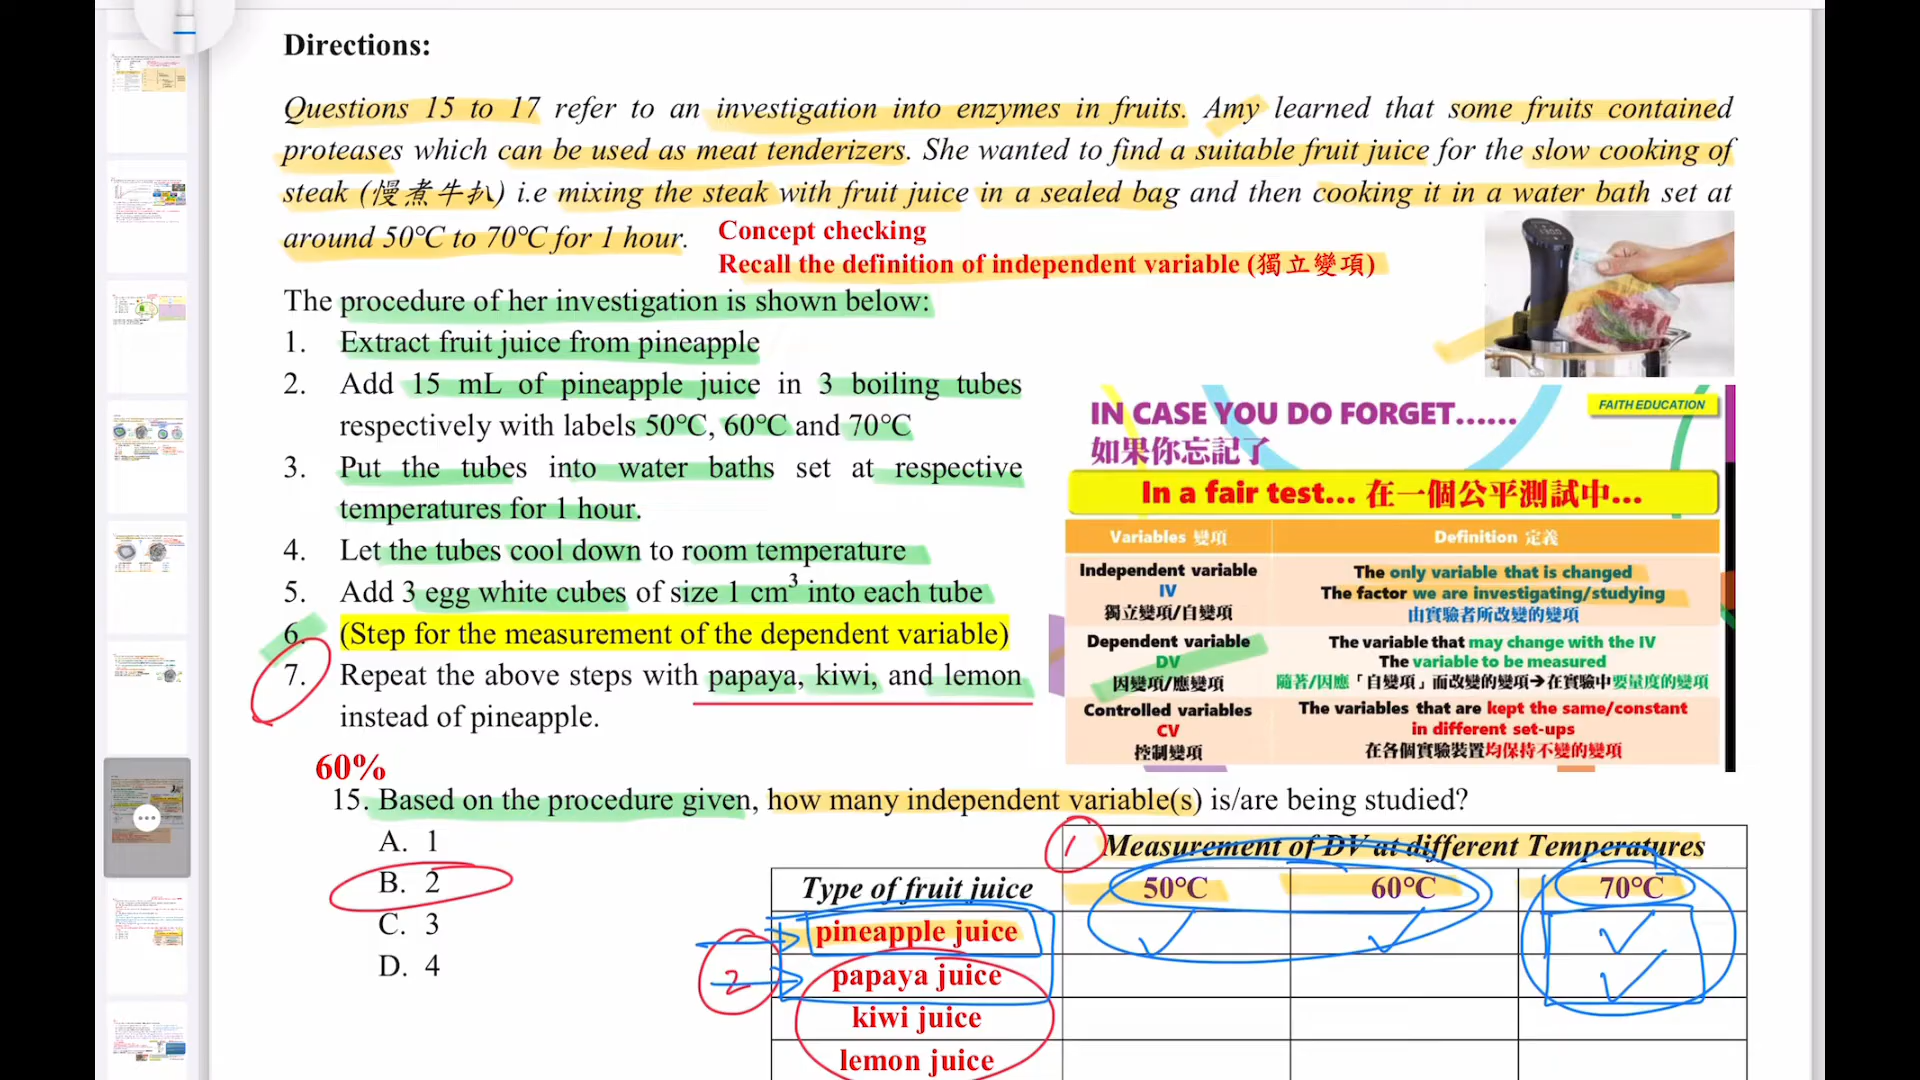 Directions:
Questions 15 to 17 refer to an investigation into enzymes in fruits. Amy learned that some fruits contained
proteases which can be used as meat tenderizers. She wanted to find a suitable fruit juice for the slow cooking of
steak (慢煮牛扒) i.e mixing the steak with fruit juice in a sealed bag and then cooking it in a water bath set at
around 50°C to 70°C for 1 hour.
Concept checking
Recall the definition of independent variable (獨立變項)
The procedure of her investigation is shown below:
1. Extract fruit juice from pineapple
2. Add 15 mL of pineapple juice in 3 boiling tubes
respectively with labels 50°C, 60°C and 70°C
3. Put the tubes into water baths set at respective
temperatures for 1 hour.
4. Let the tubes cool down to room temperature
5. Add 3 egg white cubes of size 1 cm³ into each tube
6. (Step for the measurement of the dependent variable)
7. Repeat the above steps with papaya, kiwi, and lemon
instead of pineapple.
IN CASE YOU DO FORGET......
FAITH EDUCATION
如果你忘記了
In a fair test... 在一個公平測試中...
Variables 變項 Definition 定義
Independent variable
IV
獨立變項/自變項
The only variable that is changed
The factor we are investigating/studying
由實驗者所改變的變項
Dependent variable
DV
因變項/應變項
The variable that may change with the IV
The variable to be measured
隨著/因應「自變項」而改變的變項→在實驗中要量度的變項
Controlled variables
CV
控制變項
The variables that are kept the same/constant
in different set-ups
在各個實驗裝置均保持不變的變項
60%
15. Based on the procedure given, how many independent variable(s) is/are being studied?
A. 1
B. 2
C. 3
D. 4
1 Measurement of DV at different Temperatures
Type of fruit juice 50°C 60°C 70°C
pineapple juice
2 papaya juice
kiwi juice
lemon juice